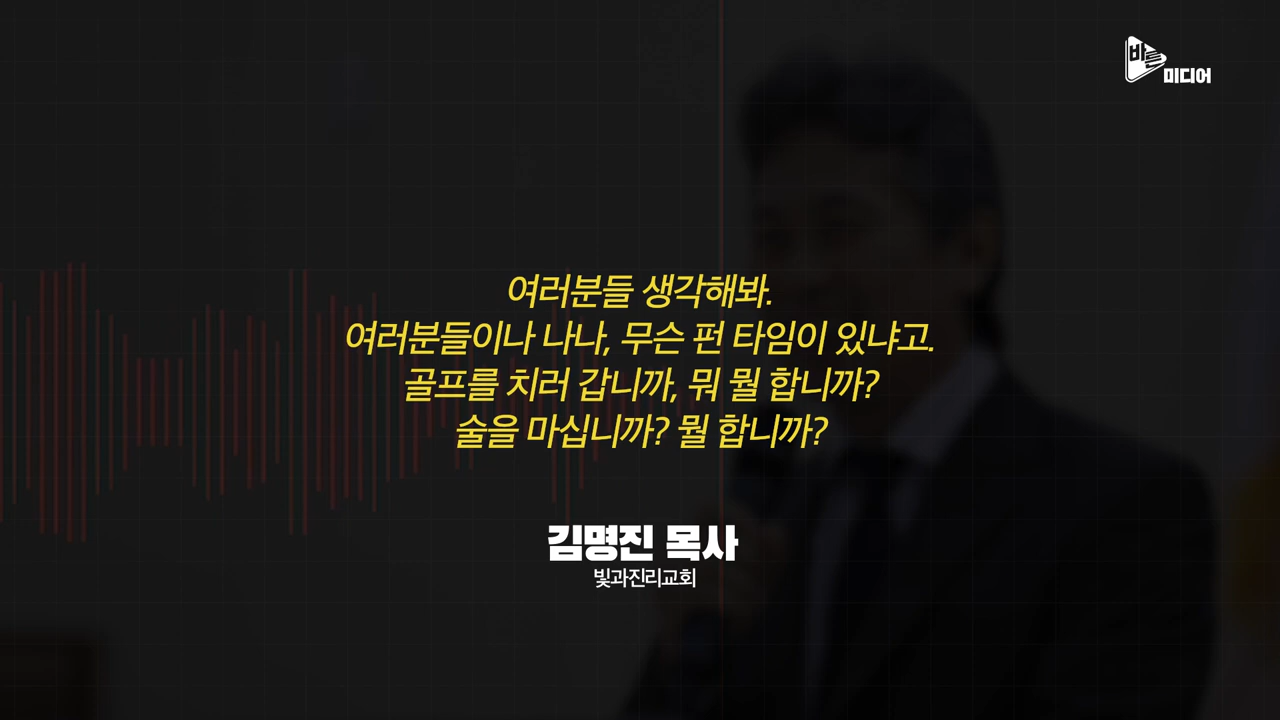 바른
미디어
여러분들 생각해봐.
여러분들이나 나나, 무슨 펀 타임이 있냐고.
골프를 치러 갑니까, 뭐 뭘 합니까?
술을 마십니까? 뭘 합니까?
김명진 목사
빛과진리교회